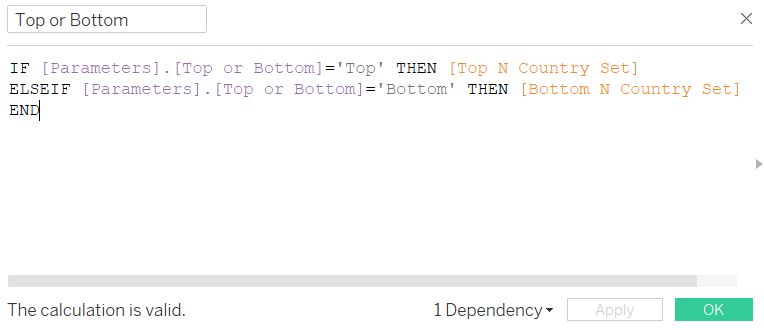 Top or Bottom
IF [Parameters].[Top or Bottom]='Top' THEN [Top N Country Set]
ELSEIF [Parameters].[Top or Bottom]='Bottom' THEN [Bottom N Country Set]
END
The calculation is valid.
1 Dependency
Apply
OK